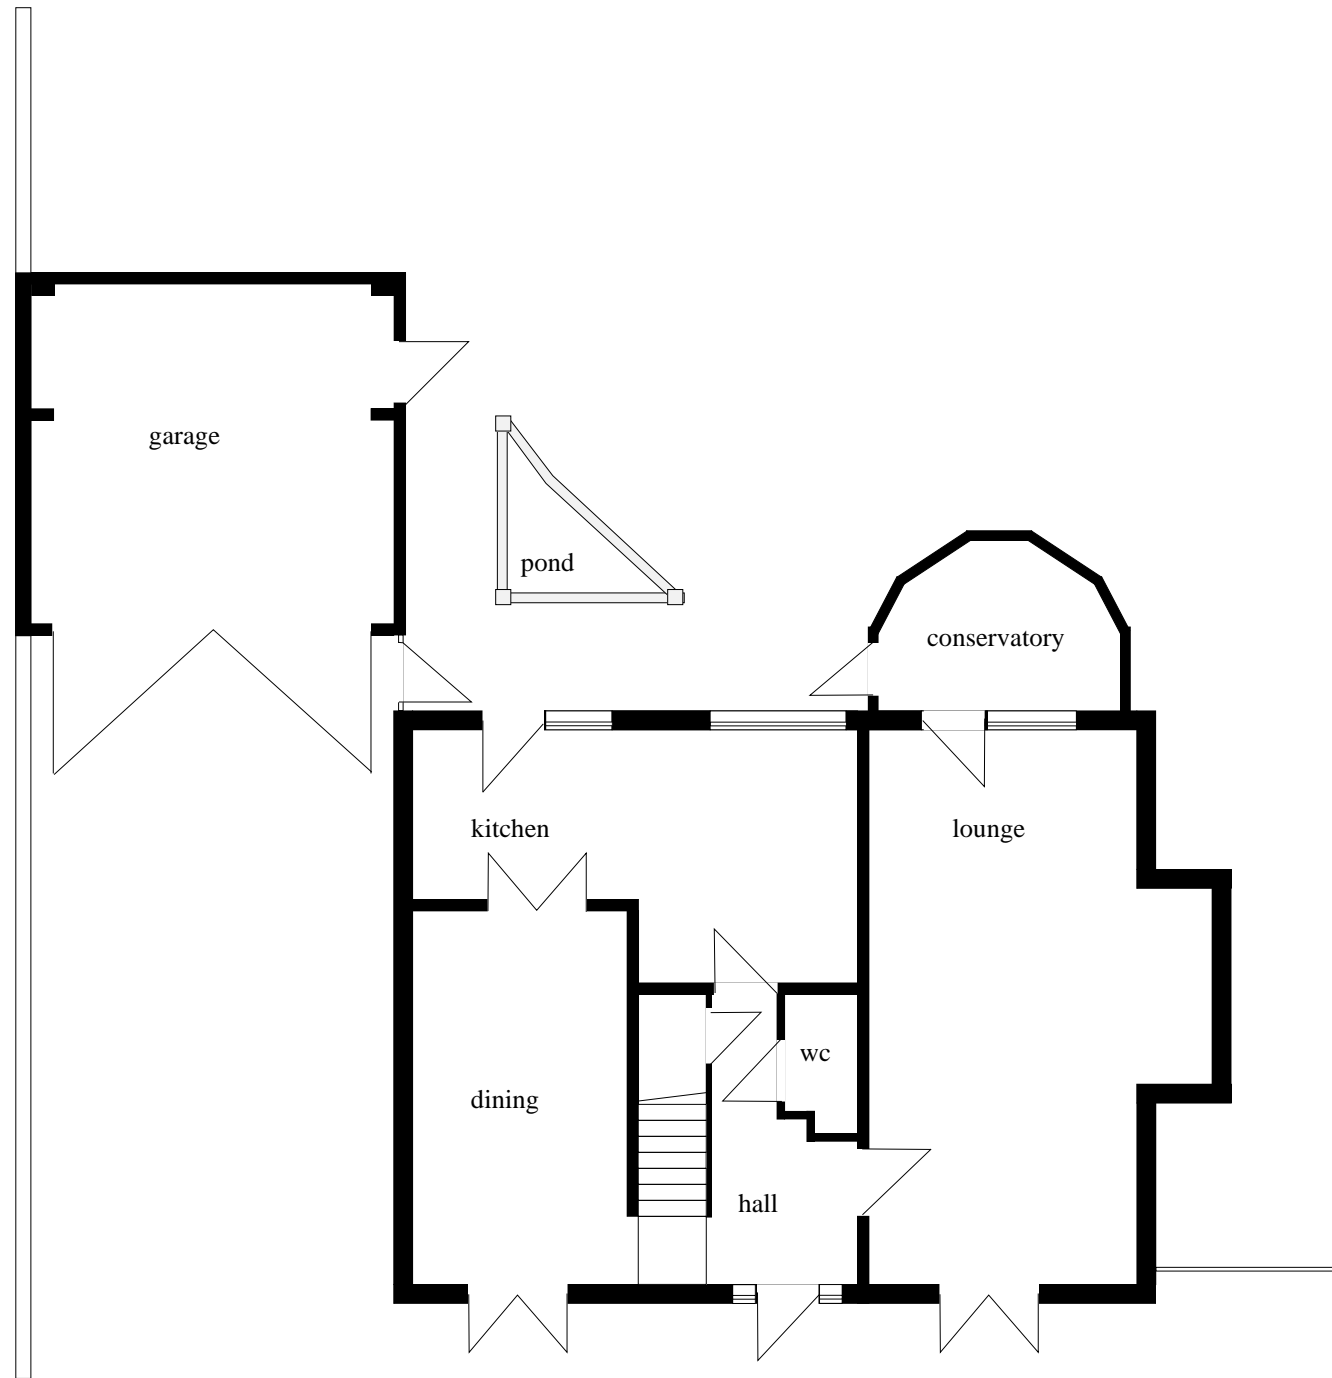 garage
pond
conservatory
kitchen
lounge
wc
dining
hall